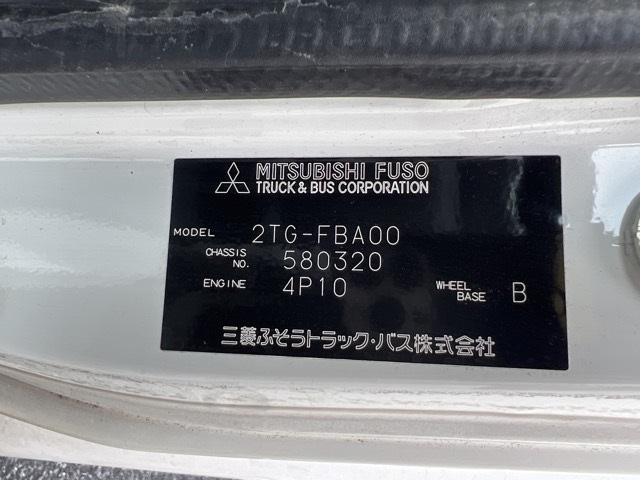 MITSUBISHI FUSO
TRUCK & BUS CORPORATION
MODEL 2TG-FBA00
CHASSIS NO. 580320
ENGINE 4P10 WHEEL BASE B
三菱ふそうトラック・バス株式会社